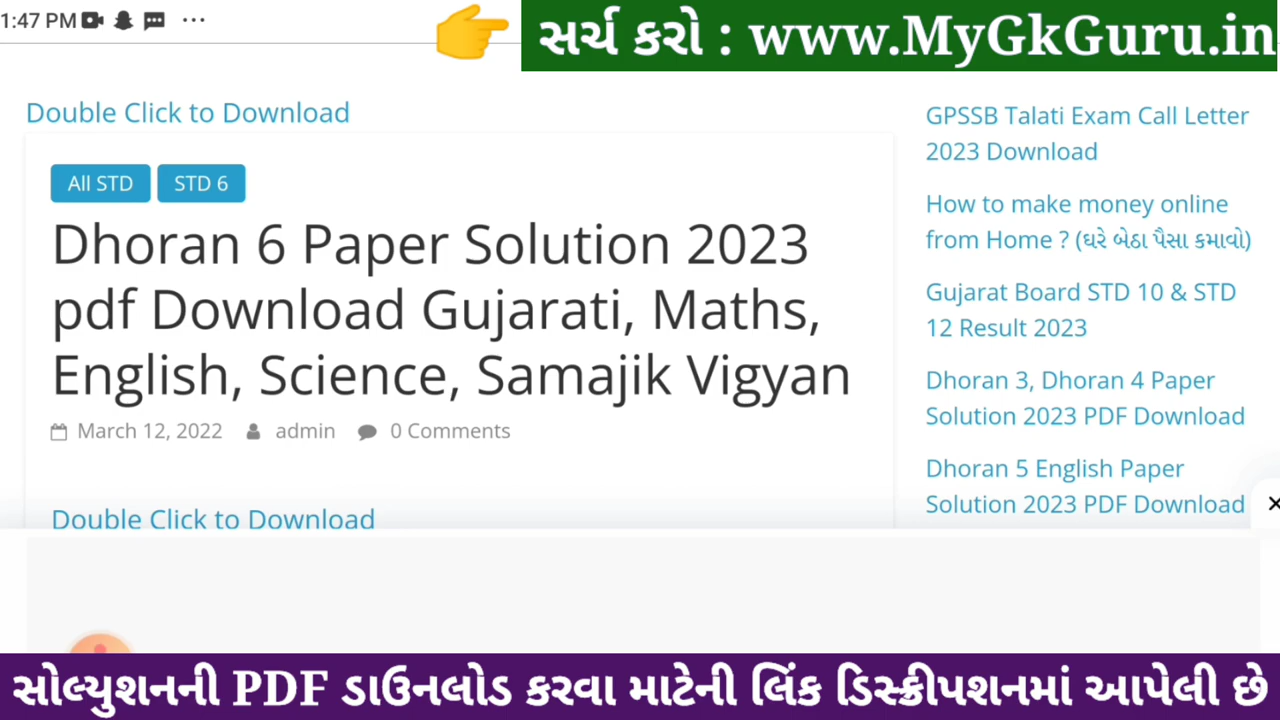 1:47 PM
સર્ચ કરો : www.MyGkGuru.in
Double Click to Download
All STD
STD 6
Dhoran 6 Paper Solution 2023
pdf Download Gujarati, Maths,
English, Science, Samajik Vigyan
March 12, 2022 admin 0 Comments
Double Click to Download
GPSSB Talati Exam Call Letter
2023 Download
How to make money online
from Home ? (ઘરે બેઠા પૈસા કમાવો)
Gujarat Board STD 10 & STD
12 Result 2023
Dhoran 3, Dhoran 4 Paper
Solution 2023 PDF Download
Dhoran 5 English Paper
Solution 2023 PDF Download
સોલ્યુશનની PDF ડાઉનલોડ કરવા માટેની લિંક ડિસ્ક્રીપશનમાં આપેલી છે